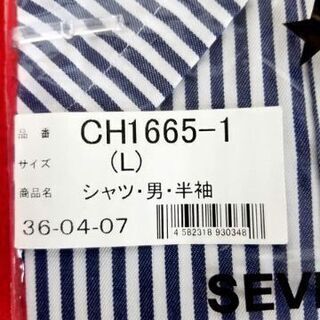 品番 CH1665-1
サイズ (L)
商品名 シャツ・男・半袖
36-04-07
4 582318 930348
SEV